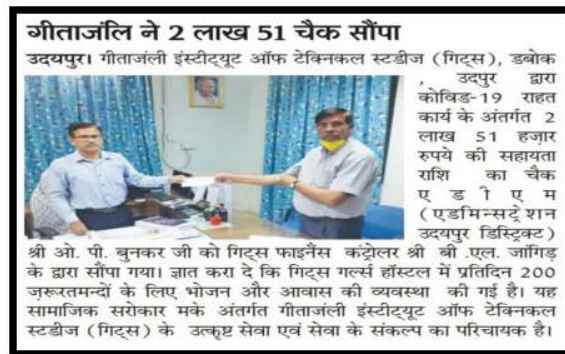 गीताजंलि ने 2 लाख 51 चैक सौंपा
उदयपुर। गीताजंली इंस्टीट्यूट ऑफ टेक्निकल स्टडीज (गिट्स), डबोक
, उदपुर द्वारा
कोविड-19 राहत
कार्य के अंतर्गत 2
लाख 51 हज़ार
रुपये की सहायता
राशि का चैक
ए डी ए म
(एडमिन्सट्रेशन
उदयपुर डिस्ट्रिक्ट)
श्री ओ. पी. बुनकर जी को गिट्स फाइनैंस कंट्रोलर श्री बी .एल. जांगिड़
के द्वारा सौंपा गया। ज्ञात करा दे कि गिट्स गर्ल्स हॉस्टल में प्रतिदिन 200
ज़रूरतमन्दों के लिए भोजन और आवास की व्यवस्था की गई है। यह
सामाजिक सरोकार मके अंतर्गत गीताजंली इंस्टीट्यूट ऑफ टेक्निकल
स्टडीज (गिट्स) के उत्कृष्ट सेवा एवं सेवा के संकल्प का परिचायक है।